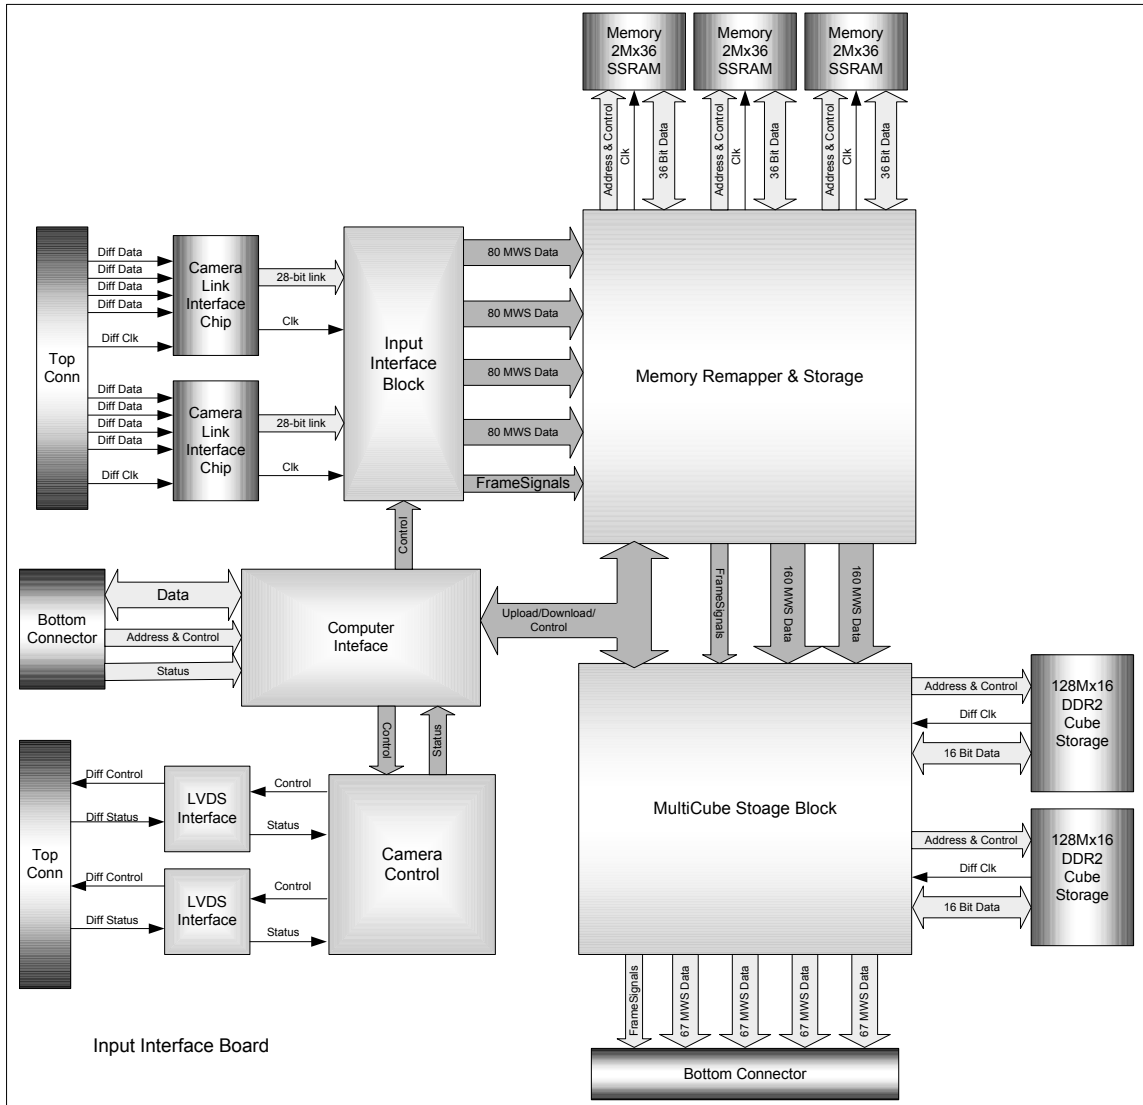 Memory
2Mx36
SSRAM
Memory
2Mx36
SSRAM
Memory
2Mx36
SSRAM
Address & Control
Clk
36 Bit Data
Address & Control
Clk
36 Bit Data
Address & Control
Clk
36 Bit Data
Top
Conn
Diff Data
Diff Data
Diff Data
Diff Data
Diff Clk
Camera
Link
Interface
Chip
28-bit link
Clk
Diff Data
Diff Data
Diff Data
Diff Data
Diff Clk
Camera
Link
Interface
Chip
28-bit link
Clk
Input
Interface
Block
80 MWS Data
80 MWS Data
80 MWS Data
80 MWS Data
FrameSignals
Memory Remapper & Storage
Control
Bottom
Connector
Data
Address & Control
Status
Computer
Inteface
Upload/Download/
Control
FrameSignals
160 MWS Data
160 MWS Data
Control
Status
Top
Conn
Diff Control
Diff Status
LVDS
Interface
Control
Status
Diff Control
Diff Status
LVDS
Interface
Control
Status
Camera
Control
MultiCube Stoage Block
Address & Control
Diff Clk
16 Bit Data
128Mx16
DDR2
Cube
Storage
Address & Control
Diff Clk
16 Bit Data
128Mx16
DDR2
Cube
Storage
FrameSignals
67 MWS Data
67 MWS Data
67 MWS Data
67 MWS Data
Bottom Connector
Input Interface Board